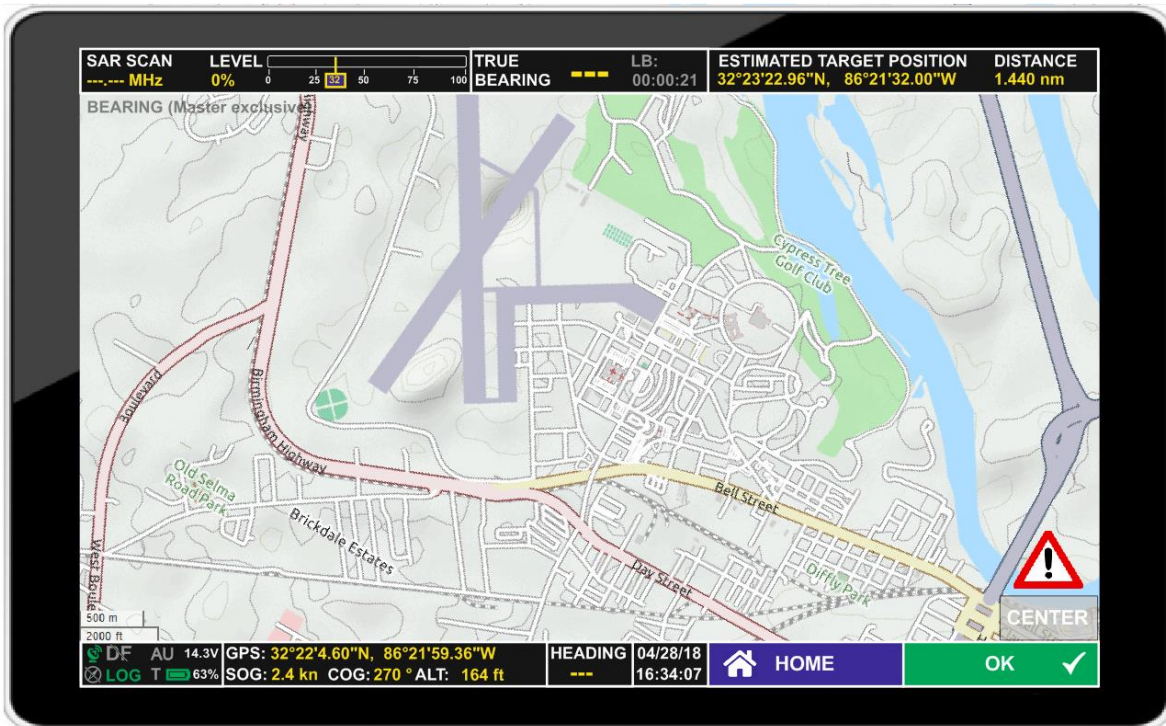 SAR SCAN
---.--- MHz
LEVEL
0%
0 25 32 50 75 100
TRUE
BEARING ---
LB:
00:00:21
ESTIMATED TARGET POSITION
32°23'22.96"N, 86°21'32.00"W
DISTANCE
1.440 nm
BEARING (Master exclusive)
Highway
Cypress Tree
Golf Club
Boulevard
Birmingham Highway
Old Selma
Road Park
Brickdale Estates
Bell Street
West Boule
Day Street
Diffly Park
500 m
2000 ft
CENTER
DF AU 14.3V
LOG T 63%
GPS: 32°22'4.60"N, 86°21'59.36"W
SOG: 2.4 kn COG: 270 ° ALT: 164 ft
HEADING
---
04/28/18
16:34:07
HOME
OK